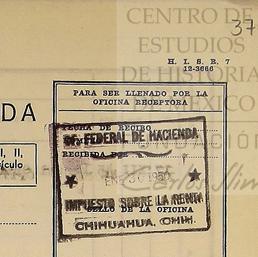 CENTRO DE
37
ESTUDIOS
H. I. S. R. 7
12-3666
DE HISTORIA
PARA SER LLENADO POR LA
OFICINA RECEPTORA
DE MÉXICO
DA
FECHA DE RECIBO
OF. FEDERAL DE HACIENDA
I, II,
RECIBIDA POR
ENE
IMPUESTO SOBRE LA RENTA
SELLO DE LA OFICINA
CHIHUAHUA, CHIH.